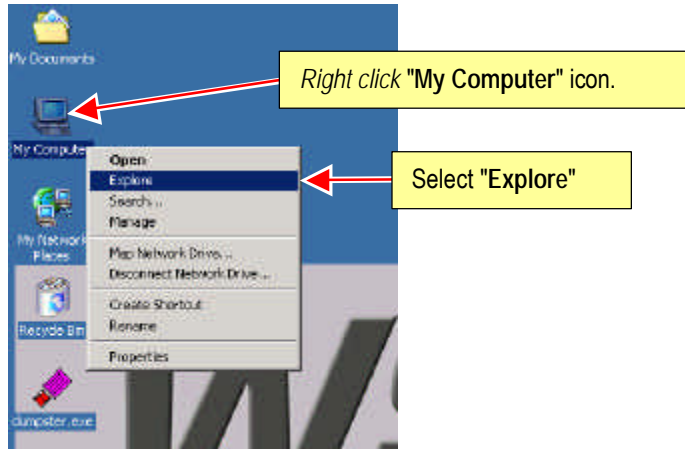 My Documents
Right click "My Computer" icon.
My Computer
Open
Explore
Select "Explore"
Search...
Manage
My Network
Places
Map Network Drive...
Disconnect Network Drive...
Create Shortcut
Recycle Bin
Rename
Properties
dumpster.exe